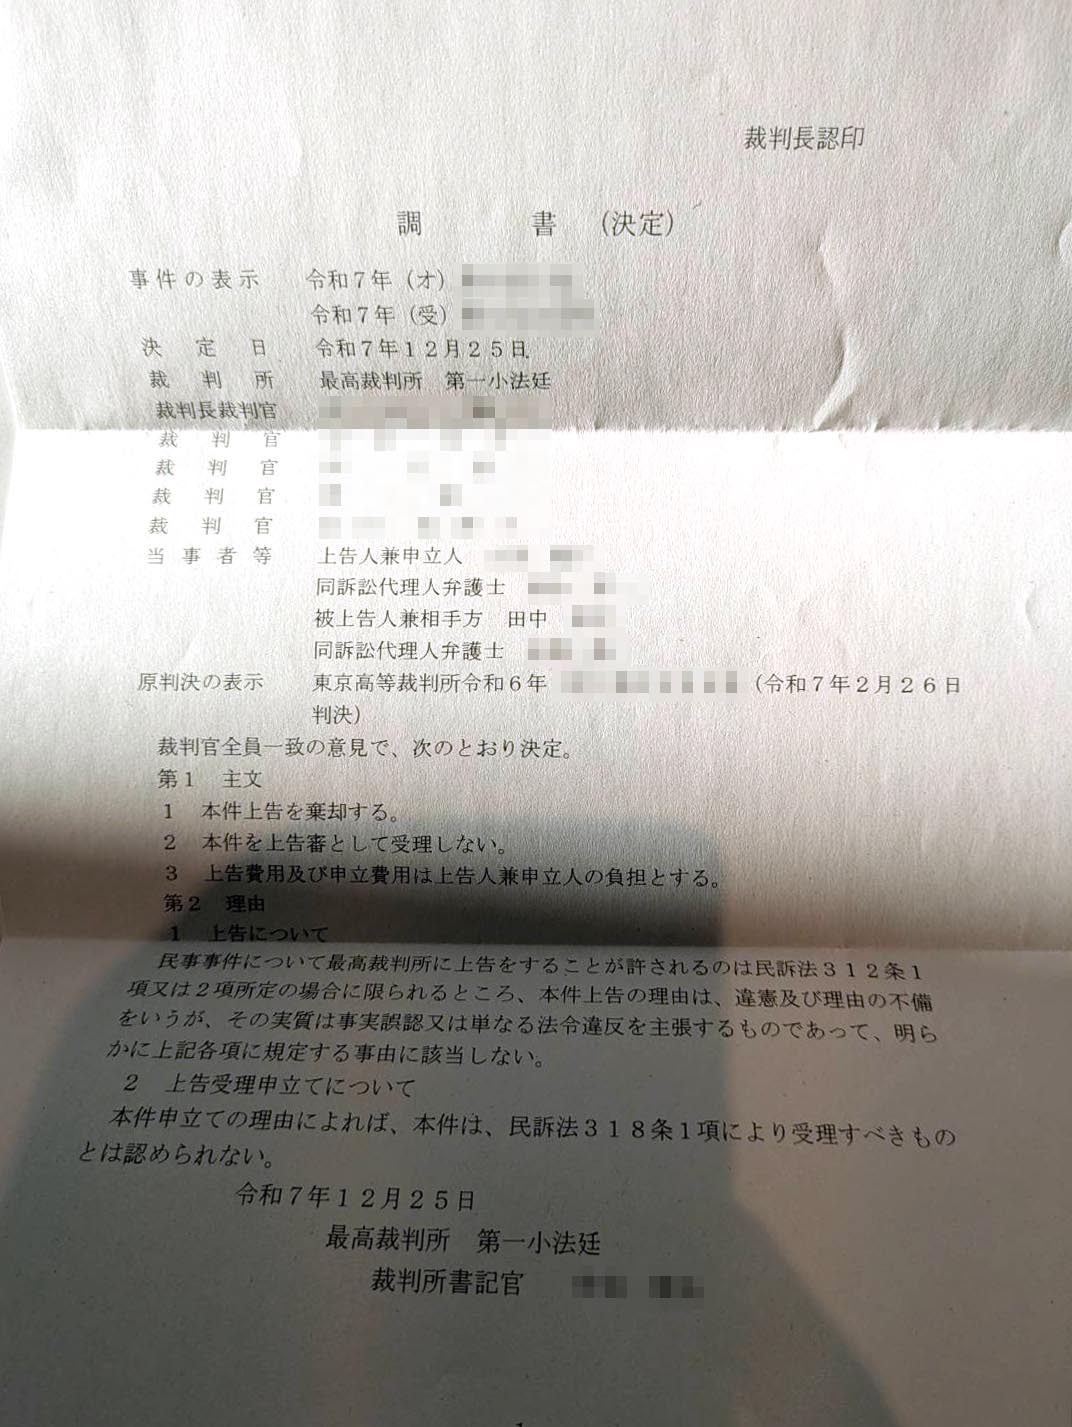 裁判長認印
調 書 （決定）
事件の表示 令和７年（オ）
令和７年（受）
決定日 令和７年１２月２５日
裁判所 最高裁判所 第一小法廷
裁判長裁判官
裁判官
裁判官
裁判官
裁判官
当事者等 上告人兼申立人
同訴訟代理人弁護士
被上告人兼相手方 田中
同訴訟代理人弁護士
原判決の表示 東京高等裁判所令和６年 （令和７年２月２６日
判決）
裁判官全員一致の意見で、次のとおり決定。
第１ 主文
１ 本件上告を棄却する。
２ 本件を上告審として受理しない。
３ 上告費用及び申立費用は上告人兼申立人の負担とする。
第２ 理由
１ 上告について
民事事件について最高裁判所に上告をすることが許されるのは民訴法３１２条１
項又は２項所定の場合に限られるところ、本件上告の理由は、違憲及び理由の不備
をいうが、その実質は事実誤認又は単なる法令違反を主張するものであって、明ら
かに上記各項に規定する事由に該当しない。
２ 上告受理申立てについて
本件申立ての理由によれば、本件は、民訴法３１８条１項により受理すべきもの
とは認められない。
令和７年１２月２５日
最高裁判所 第一小法廷
裁判所書記官